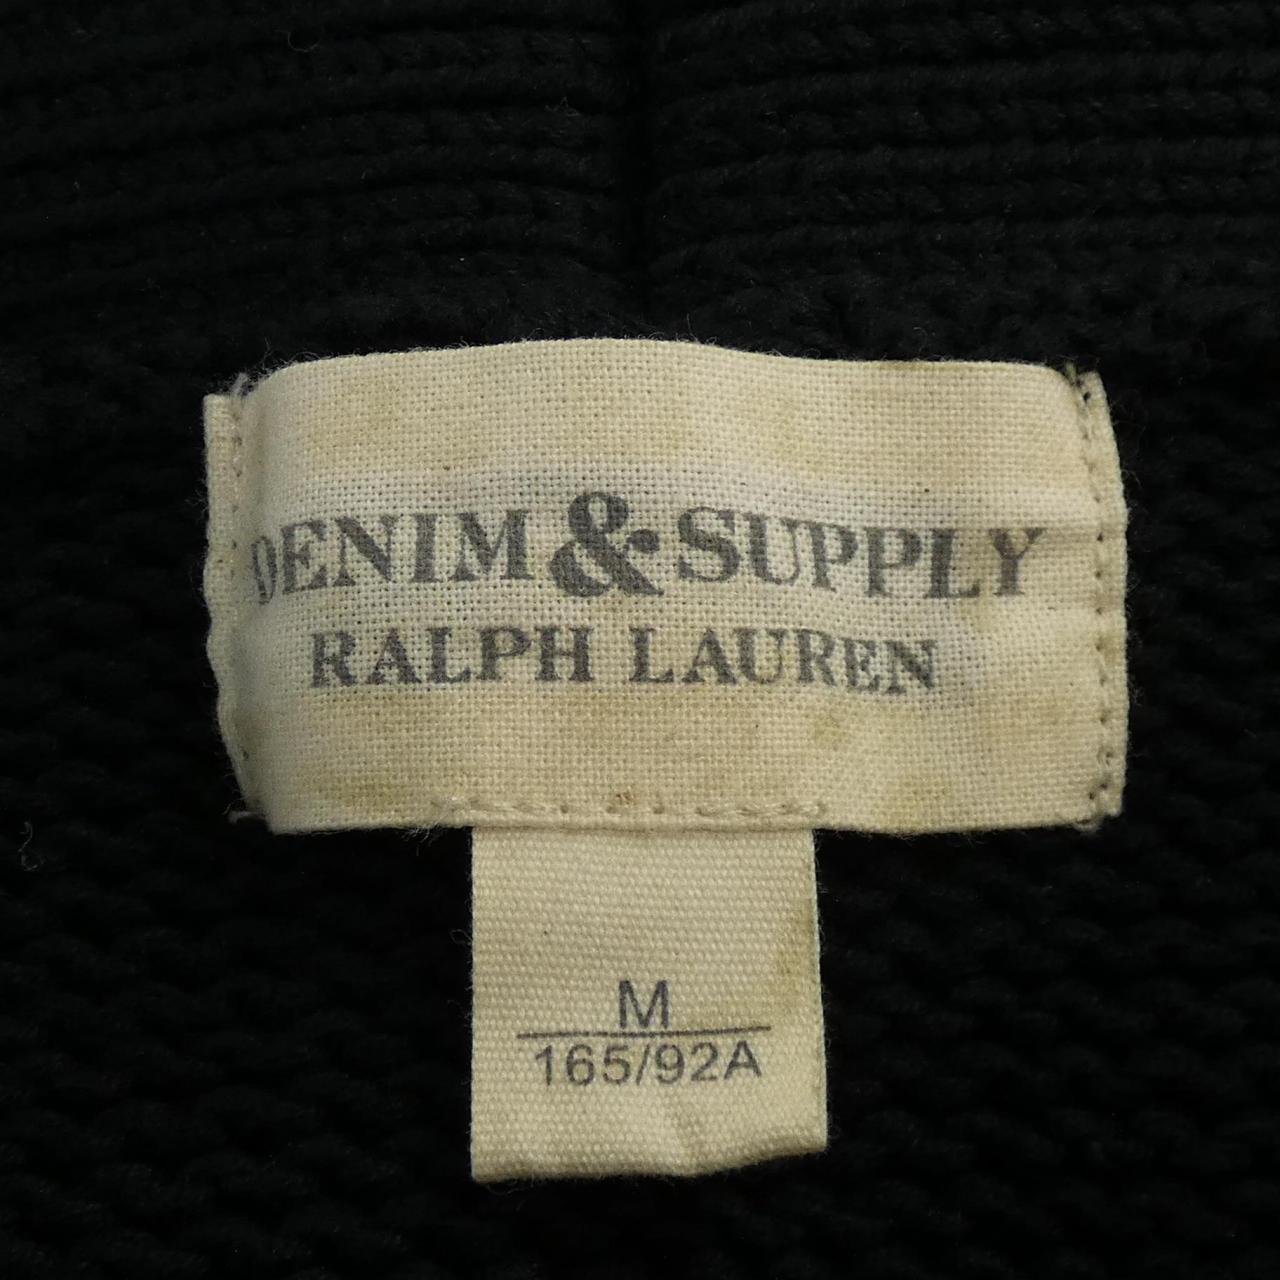 DENIM & SUPPLY
RALPH LAUREN
M
165/92A